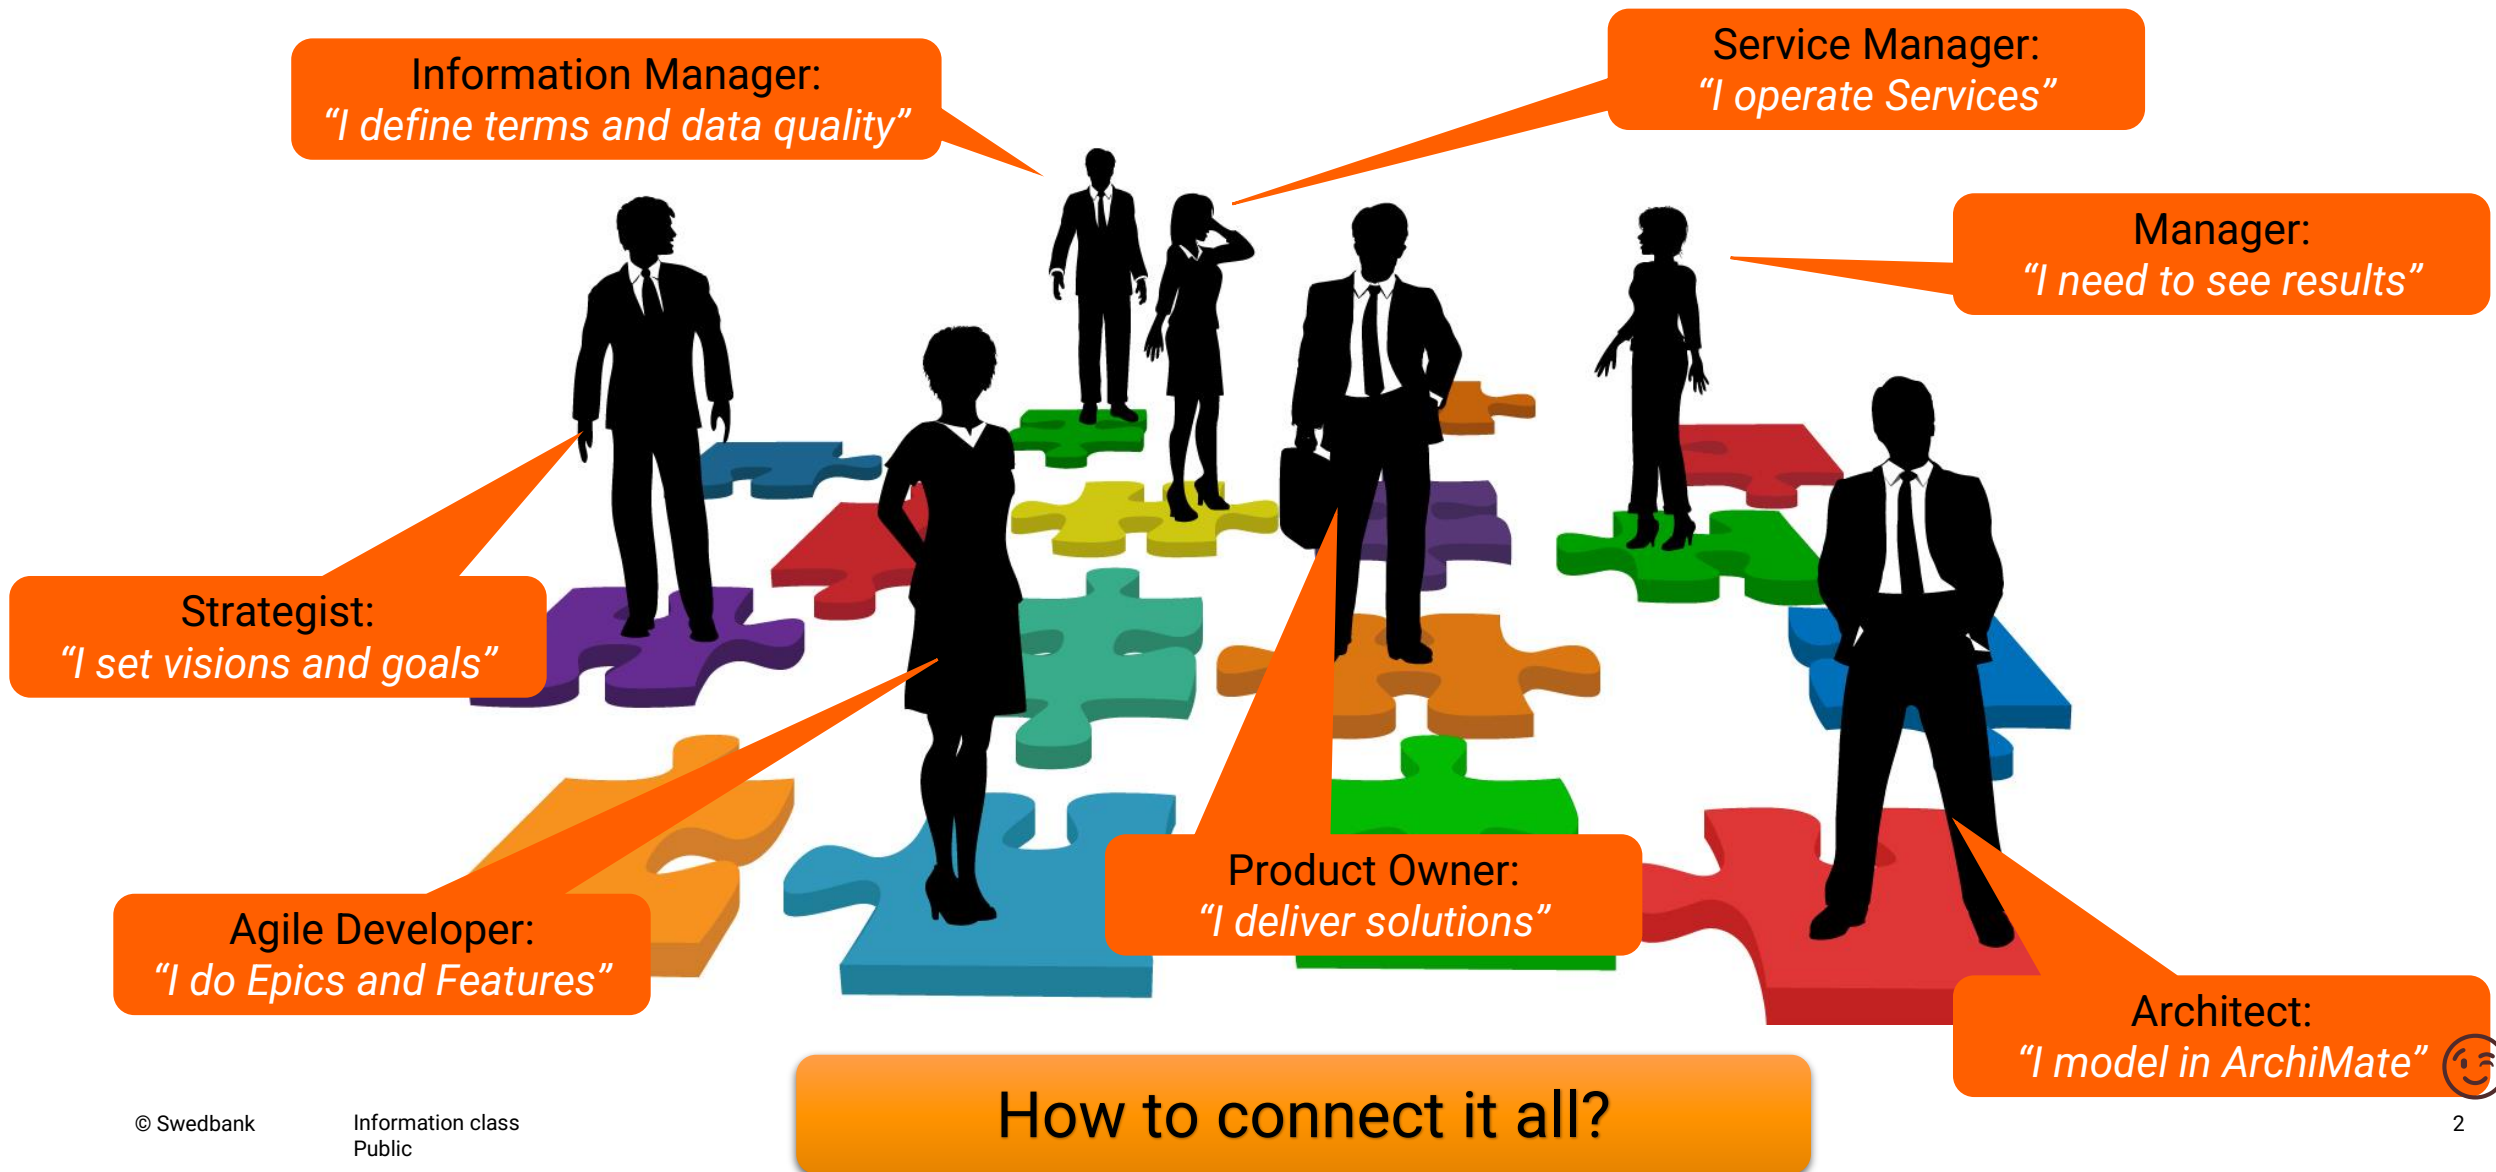 Information Manager:
“I define terms and data quality”
Service Manager:
“I operate Services”
Manager:
“I need to see results”
Strategist:
“I set visions and goals”
Agile Developer:
“I do Epics and Features”
Product Owner:
“I deliver solutions”
Architect:
“I model in ArchiMate”
How to connect it all?
© Swedbank
Information class
Public
2